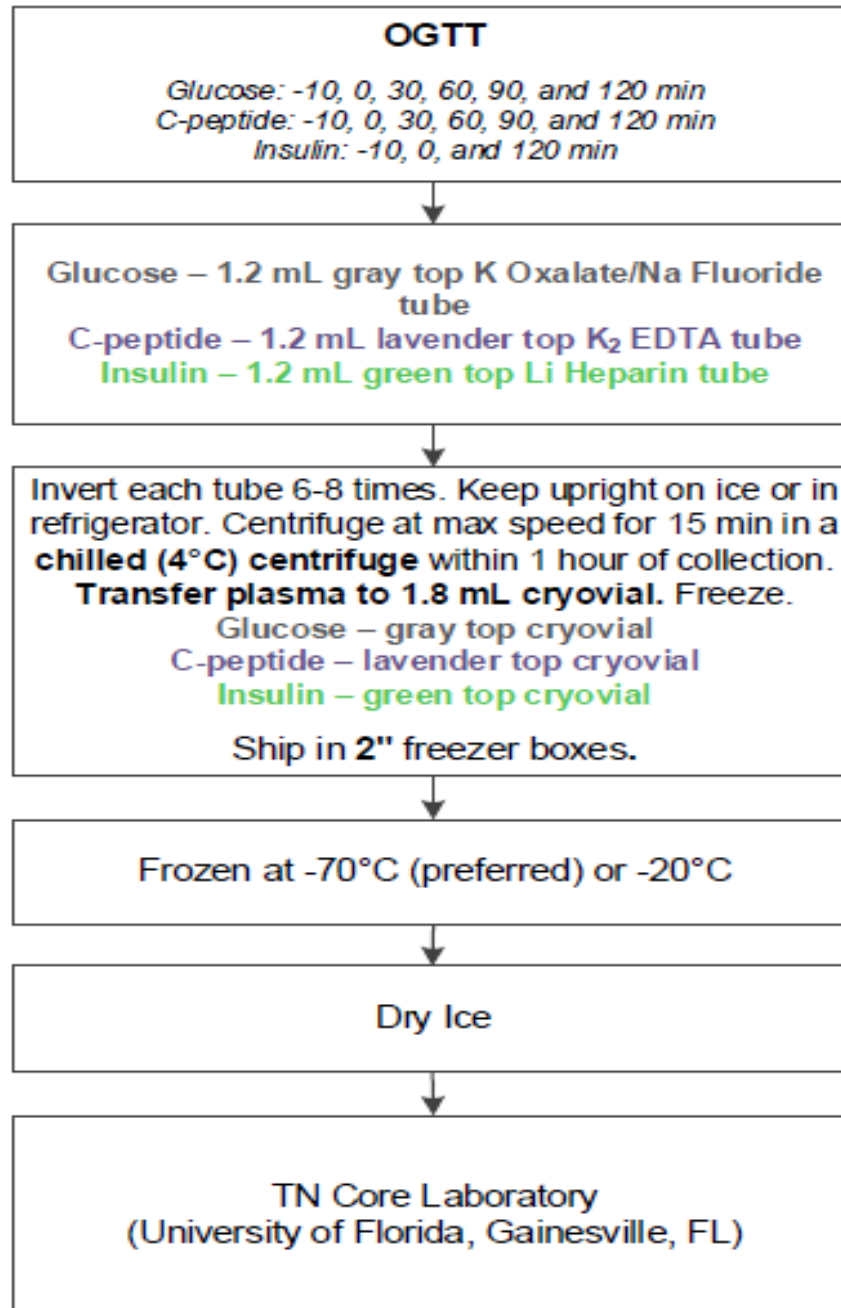 OGTT
Glucose: -10, 0, 30, 60, 90, and 120 min
C-peptide: -10, 0, 30, 60, 90, and 120 min
Insulin: -10, 0, and 120 min
Glucose – 1.2 mL gray top K Oxalate/Na Fluoride
tube
C-peptide – 1.2 mL lavender top K₂ EDTA tube
Insulin – 1.2 mL green top Li Heparin tube
Invert each tube 6-8 times. Keep upright on ice or in
refrigerator. Centrifuge at max speed for 15 min in a
chilled (4°C) centrifuge within 1 hour of collection.
Transfer plasma to 1.8 mL cryovial. Freeze.
Glucose – gray top cryovial
C-peptide – lavender top cryovial
Insulin – green top cryovial
Ship in 2" freezer boxes.
Frozen at -70°C (preferred) or -20°C
Dry Ice
TN Core Laboratory
(University of Florida, Gainesville, FL)